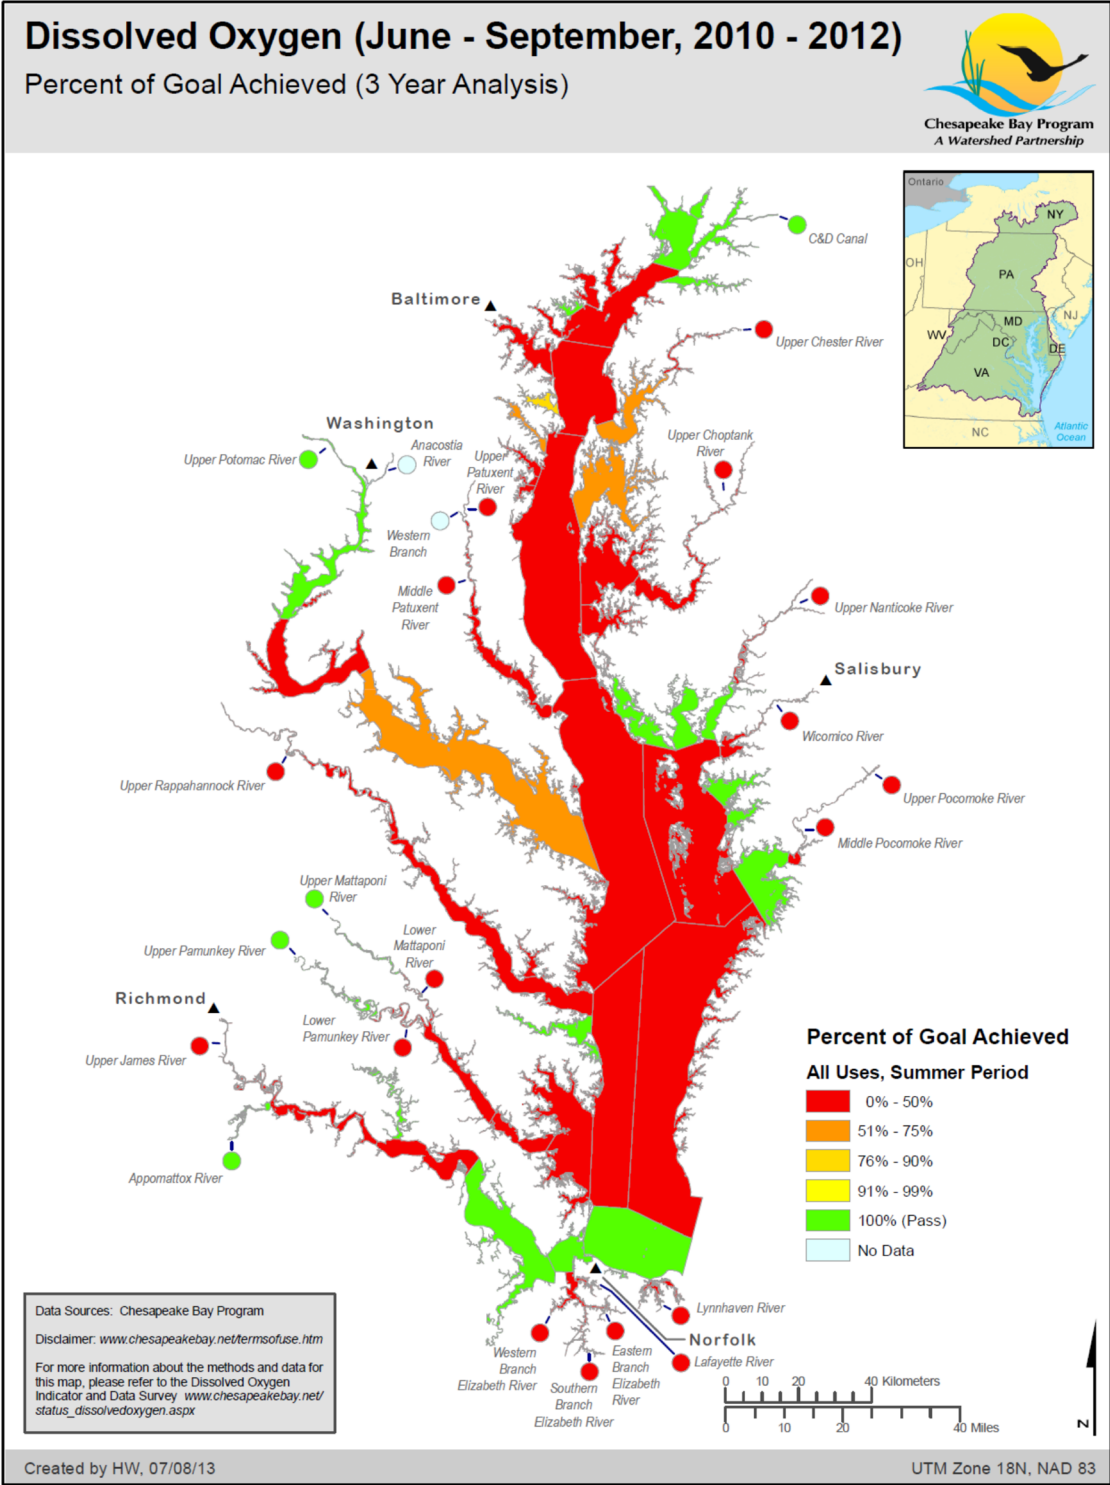 Dissolved Oxygen (June - September, 2010 - 2012)
Percent of Goal Achieved (3 Year Analysis)
Chesapeake Bay Program
A Watershed Partnership
Ontario
NY
OH
PA
NJ
MD
WV
DC
DE
VA
NC
Atlantic
Ocean
C&D Canal
Baltimore
Upper Chester River
Washington
Anacostia
River
Upper Potomac River
Upper
Patuxent
River
Upper Choptank
River
Western
Branch
Middle
Patuxent
River
Upper Nanticoke River
Salisbury
Wicomico River
Upper Rappahannock River
Upper Pocomoke River
Middle Pocomoke River
Upper Mattaponi
River
Upper Pamunkey River
Lower
Mattaponi
River
Richmond
Lower
Pamunkey River
Upper James River
Appomattox River
Percent of Goal Achieved
All Uses, Summer Period
0% - 50%
51% - 75%
76% - 90%
91% - 99%
100% (Pass)
No Data
Lynnhaven River
Norfolk
Lafayette River
Western
Branch
Elizabeth River
Southern
Branch
Elizabeth River
Eastern
Branch
Elizabeth
River
0 10 20 40 Kilometers
0 10 20 40 Miles
N
Data Sources: Chesapeake Bay Program
Disclaimer: www.chesapeakebay.net/termsofuse.htm
For more information about the methods and data for
this map, please refer to the Dissolved Oxygen
Indicator and Data Survey www.chesapeakebay.net/
status_dissolvedoxygen.aspx
Created by HW, 07/08/13
UTM Zone 18N, NAD 83